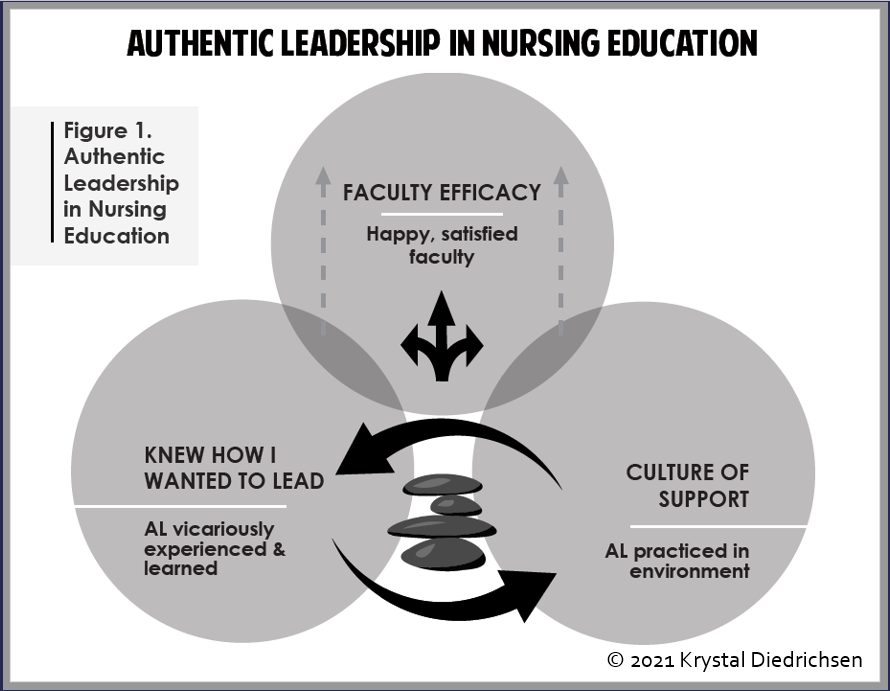 AUTHENTIC LEADERSHIP IN NURSING EDUCATION
Figure 1.
Authentic
Leadership
in Nursing
Education
FACULTY EFFICACY
Happy, satisfied
faculty
KNEW HOW I
WANTED TO LEAD
AL vicariously
experienced &
learned
CULTURE OF
SUPPORT
AL practiced in
environment
© 2021 Krystal Diedrichsen